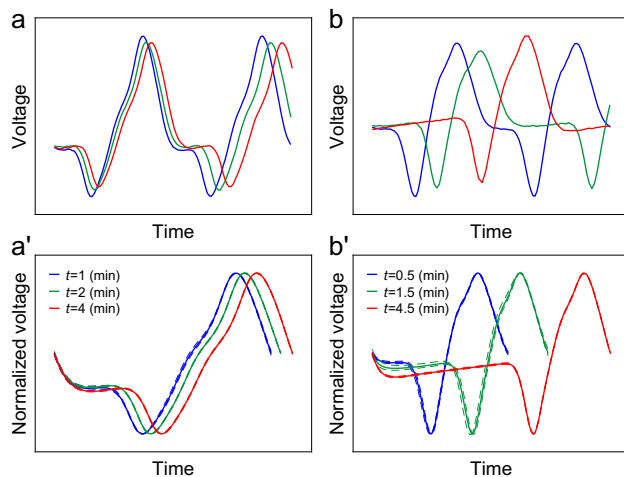 a
b
Voltage
Voltage
Time
Time
a'
b'
t=1 (min)
t=2 (min)
t=4 (min)
t=0.5 (min)
t=1.5 (min)
t=4.5 (min)
Normalized voltage
Normalized voltage
Time
Time